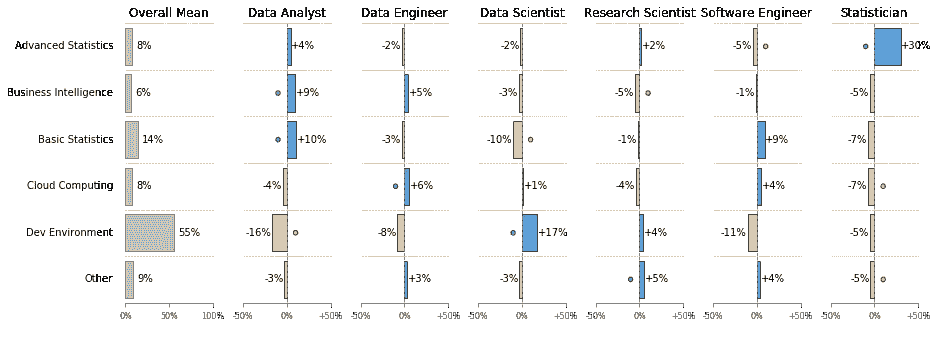 Overall Mean Data Analyst Data Engineer Data Scientist Research Scientist Software Engineer Statistician
Advanced Statistics 8% +4% -2% -2% +2% -5% +30%
Business Intelligence 6% +9% +5% -3% -5% -1% -5%
Basic Statistics 14% +10% -3% -10% -1% +9% -7%
Cloud Computing 8% -4% +6% +1% -4% +4% -7%
Dev Environment 55% -16% -8% +17% +4% -11% -5%
Other 9% -3% +3% -3% +5% +4% -5%
0% 50% 100% -50% 0% +50% -50% 0% +50% -50% 0% +50% -50% 0% +50% -50% 0% +50% -50% 0% +50%